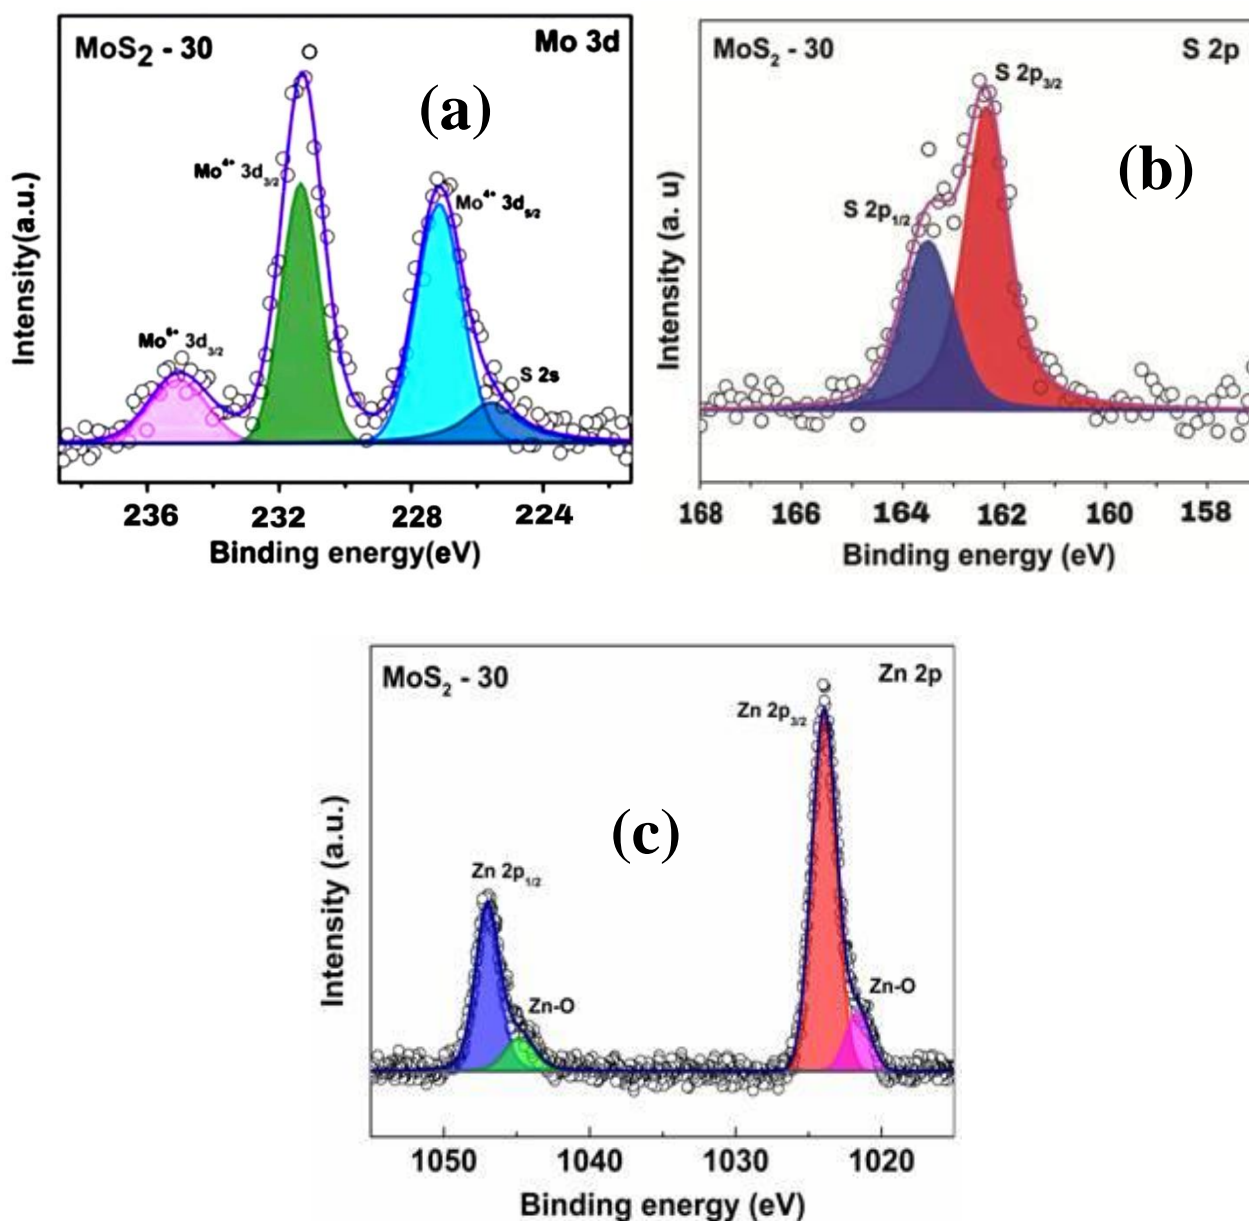 MoS₂ - 30
Mo 3d
(a)
Mo⁴⁺ 3d₃/₂
Mo⁴⁺ 3d₅/₂
Mo⁶⁺ 3d₃/₂
S 2s
Intensity(a.u.)
236 232 228 224
Binding energy(eV)
MoS₂ - 30
S 2p
S 2p₃/₂
(b)
S 2p₁/₂
Intensity (a. u)
168 166 164 162 160 158
Binding energy (eV)
MoS₂ - 30
Zn 2p
Zn 2p₃/₂
(c)
Zn 2p₁/₂
Zn-O
Zn-O
Intensity (a.u.)
1050 1040 1030 1020
Binding energy (eV)